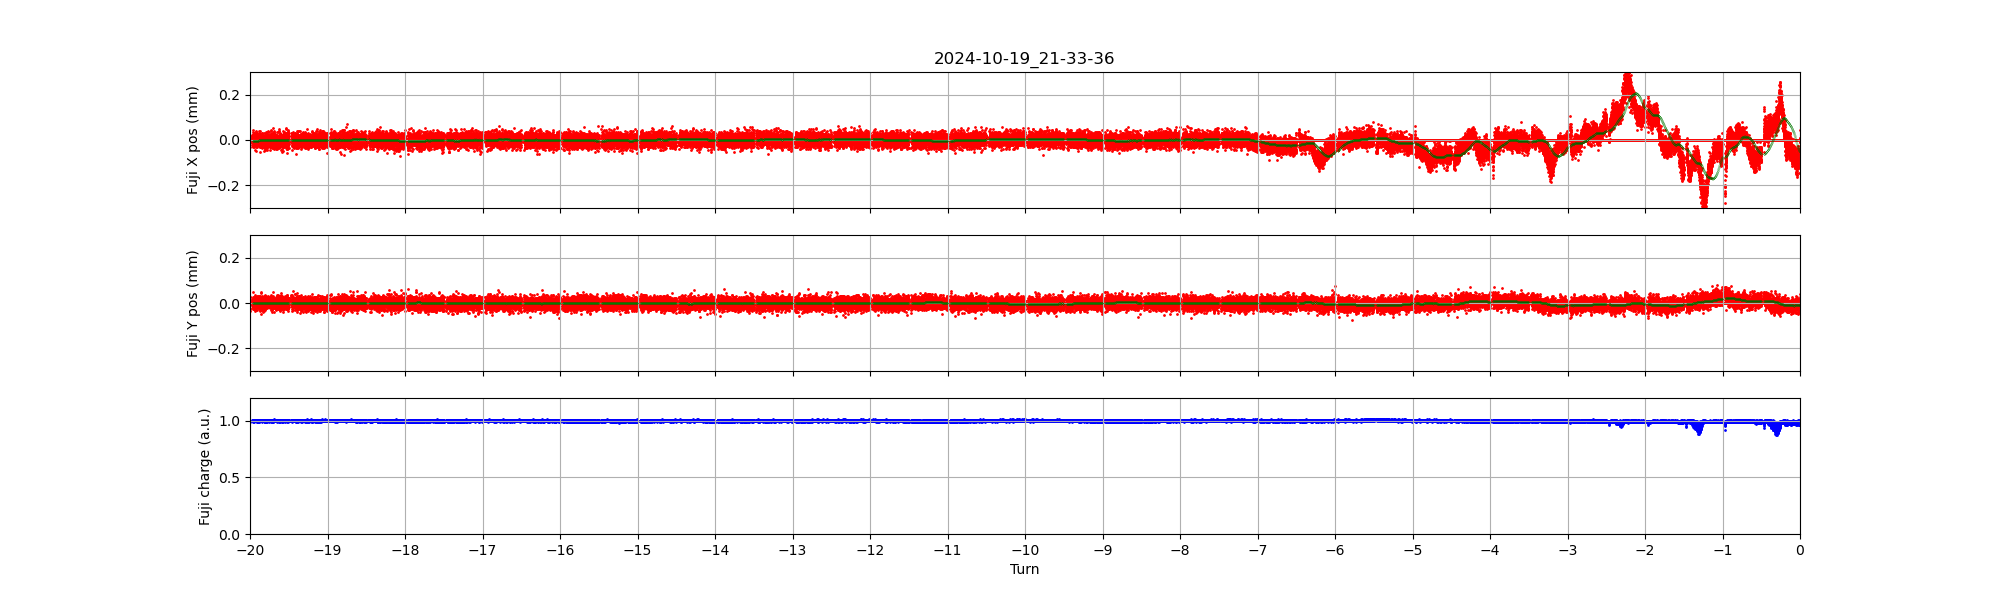 2024-10-19_21-33-36
Fuji X pos (mm)
0.2
0.0
−0.2
Fuji Y pos (mm)
0.2
0.0
−0.2
Fuji charge (a.u.)
1.0
0.5
0.0
−20 −19 −18 −17 −16 −15 −14 −13 −12 −11 −10 −9 −8 −7 −6 −5 −4 −3 −2 −1 0
Turn